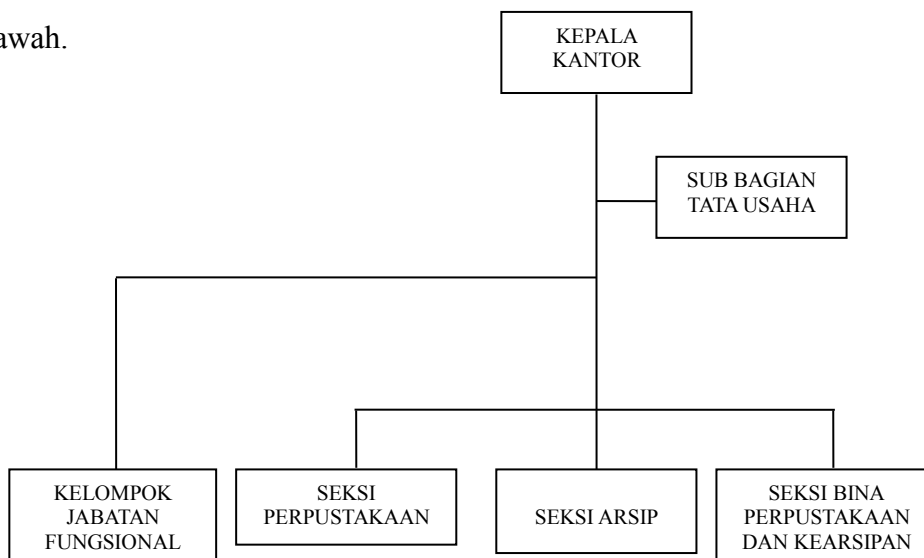 awah.
KEPALA
KANTOR
SUB BAGIAN
TATA USAHA
KELOMPOK
JABATAN
FUNGSIONAL
SEKSI
PERPUSTAKAAN
SEKSI ARSIP
SEKSI BINA
PERPUSTAKAAN
DAN KEARSIPAN